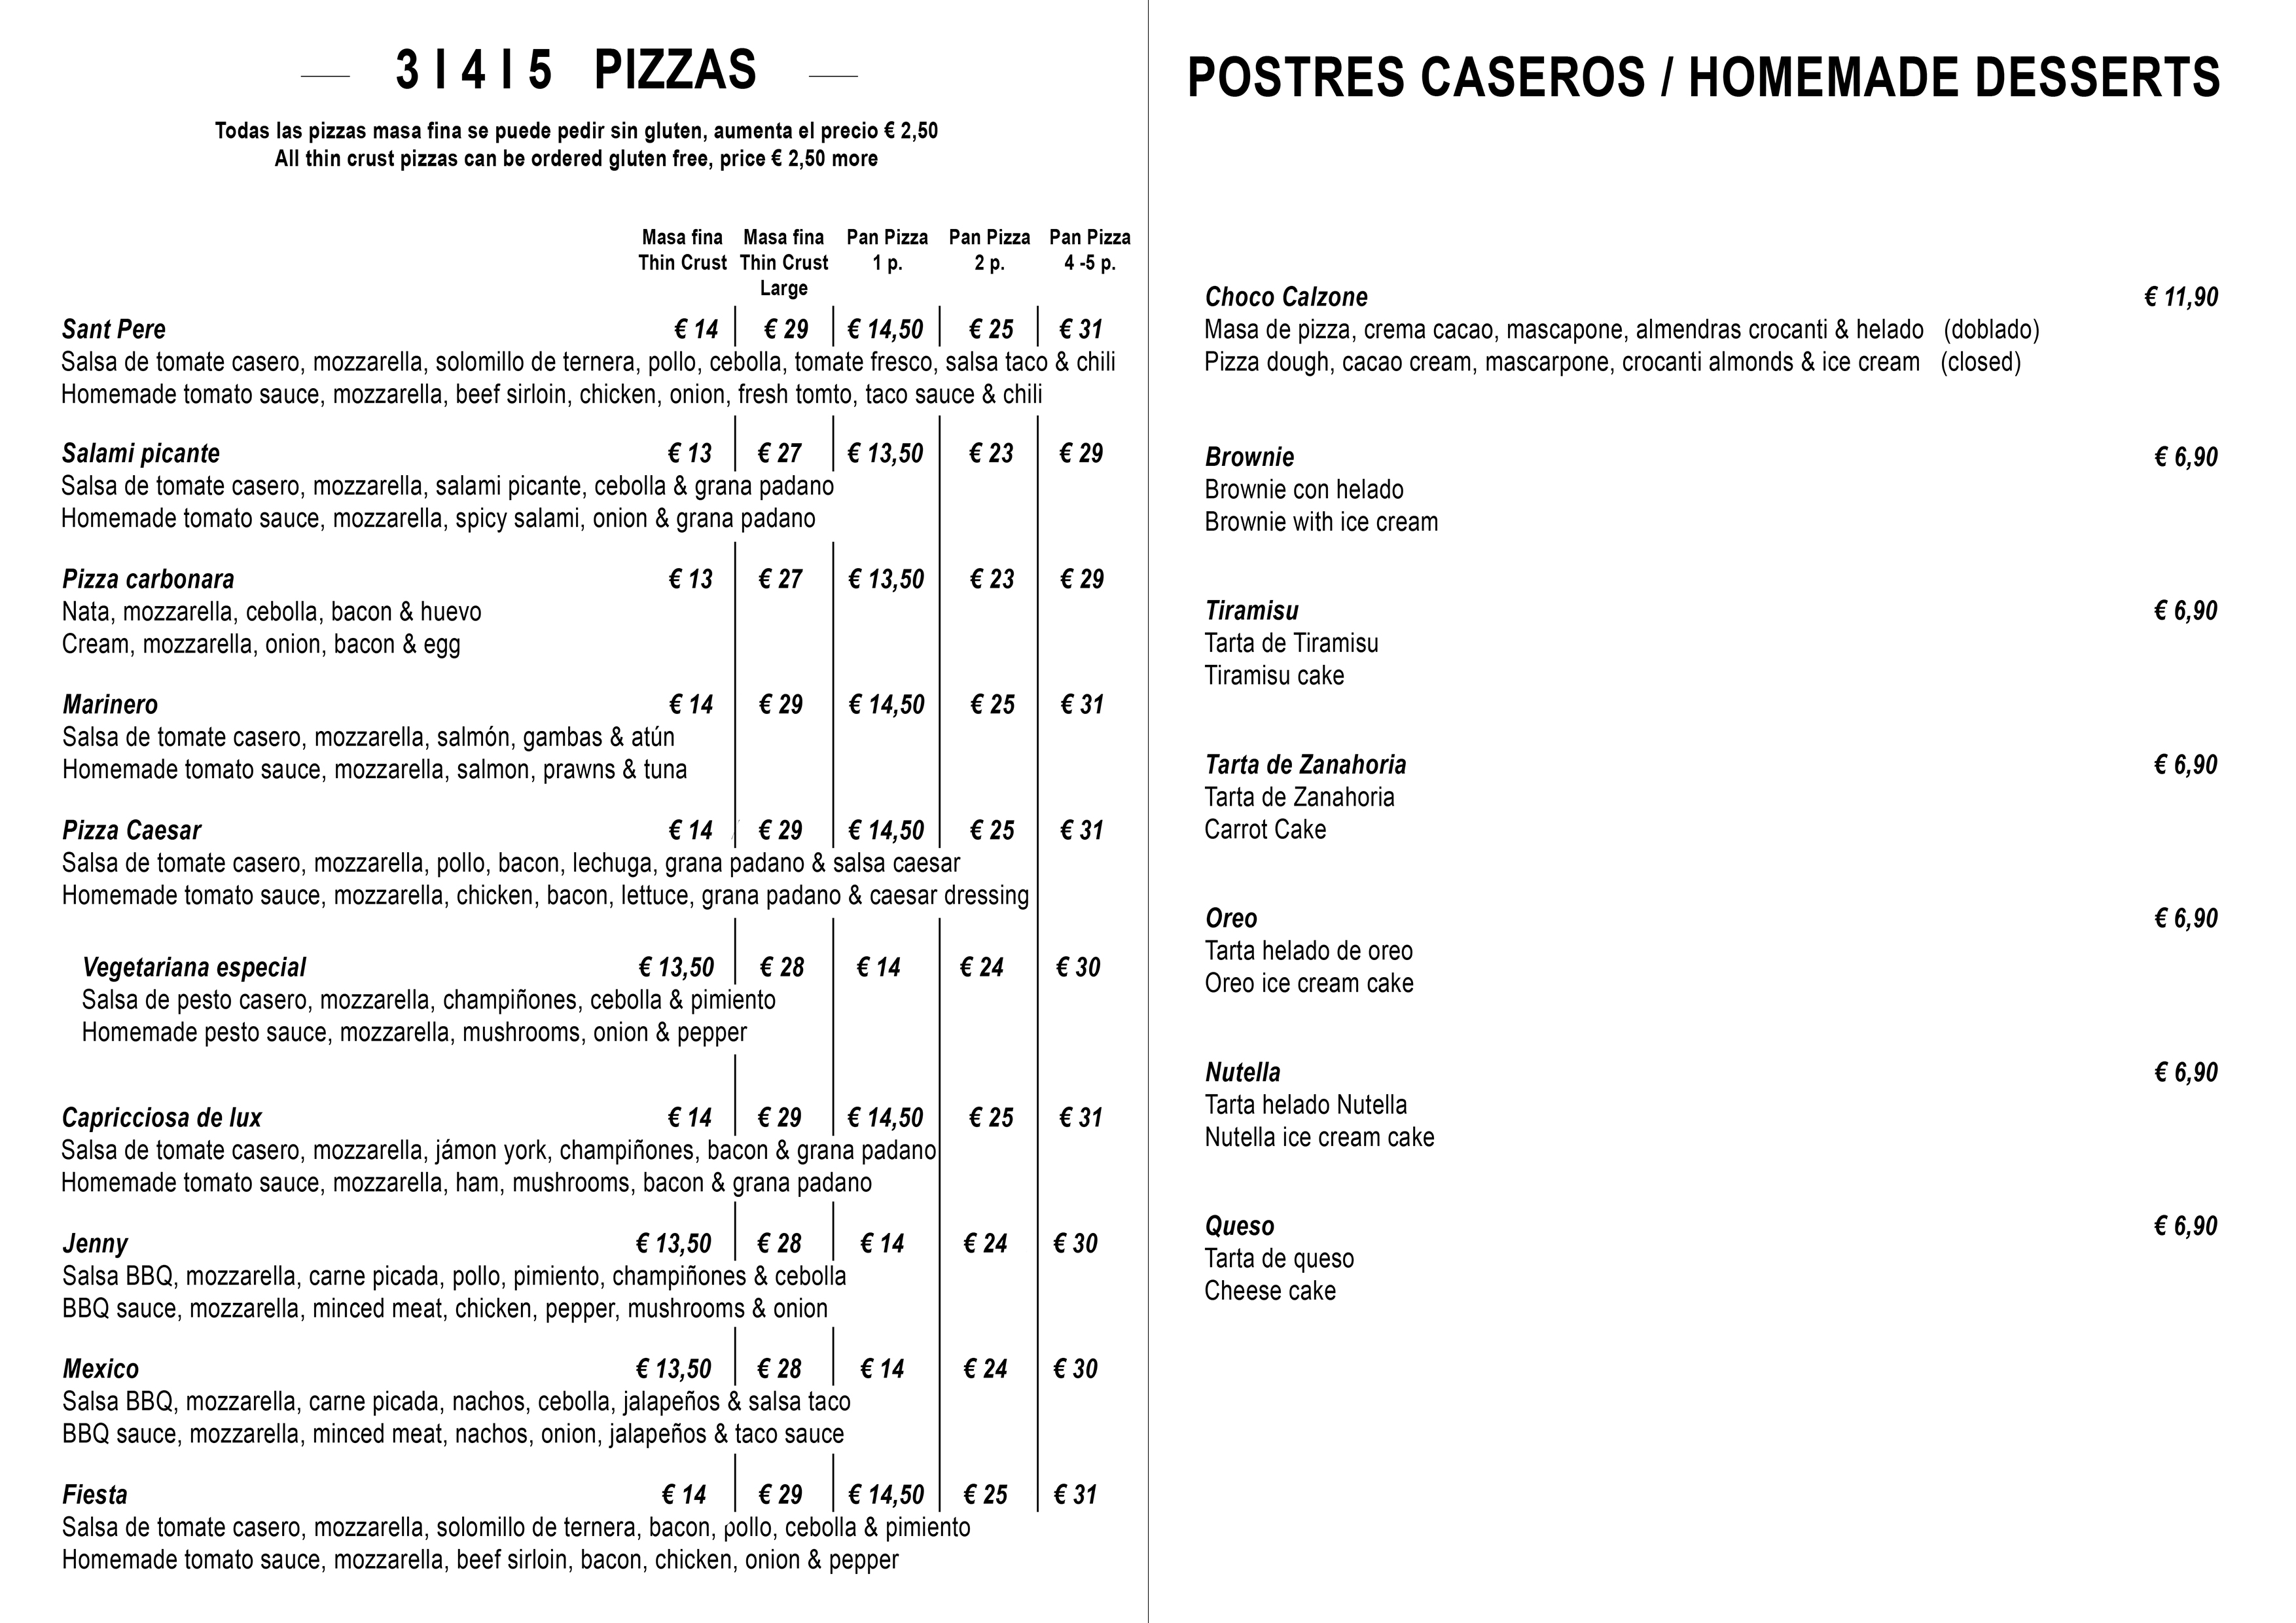 3 I 4 I 5 PIZZAS
Todas las pizzas masa fina se puede pedir sin gluten, aumenta el precio € 2,50
All thin crust pizzas can be ordered gluten free, price € 2,50 more
Masa fina Masa fina Pan Pizza Pan Pizza Pan Pizza
Thin Crust Thin Crust 1 p. 2 p. 4 -5 p.
Large
Sant Pere € 14 € 29 € 14,50 € 25 € 31
Salsa de tomate casero, mozzarella, solomillo de ternera, pollo, cebolla, tomate fresco, salsa taco & chili
Homemade tomato sauce, mozzarella, beef sirloin, chicken, onion, fresh tomto, taco sauce & chili
Salami picante € 13 € 27 € 13,50 € 23 € 29
Salsa de tomate casero, mozzarella, salami picante, cebolla & grana padano
Homemade tomato sauce, mozzarella, spicy salami, onion & grana padano
Pizza carbonara € 13 € 27 € 13,50 € 23 € 29
Nata, mozzarella, cebolla, bacon & huevo
Cream, mozzarella, onion, bacon & egg
Marinero € 14 € 29 € 14,50 € 25 € 31
Salsa de tomate casero, mozzarella, salmón, gambas & atún
Homemade tomato sauce, mozzarella, salmon, prawns & tuna
Pizza Caesar € 14 € 29 € 14,50 € 25 € 31
Salsa de tomate casero, mozzarella, pollo, bacon, lechuga, grana padano & salsa caesar
Homemade tomato sauce, mozzarella, chicken, bacon, lettuce, grana padano & caesar dressing
Vegetariana especial € 13,50 € 28 € 14 € 24 € 30
Salsa de pesto casero, mozzarella, champiñones, cebolla & pimiento
Homemade pesto sauce, mozzarella, mushrooms, onion & pepper
Capricciosa de lux € 14 € 29 € 14,50 € 25 € 31
Salsa de tomate casero, mozzarella, jámon york, champiñones, bacon & grana padano
Homemade tomato sauce, mozzarella, ham, mushrooms, bacon & grana padano
Jenny € 13,50 € 28 € 14 € 24 € 30
Salsa BBQ, mozzarella, carne picada, pollo, pimiento, champiñones & cebolla
BBQ sauce, mozzarella, minced meat, chicken, pepper, mushrooms & onion
Mexico € 13,50 € 28 € 14 € 24 € 30
Salsa BBQ, mozzarella, carne picada, nachos, cebolla, jalapeños & salsa taco
BBQ sauce, mozzarella, minced meat, nachos, onion, jalapeños & taco sauce
Fiesta € 14 € 29 € 14,50 € 25 € 31
Salsa de tomate casero, mozzarella, solomillo de ternera, bacon, pollo, cebolla & pimiento
Homemade tomato sauce, mozzarella, beef sirloin, bacon, chicken, onion & pepper
POSTRES CASEROS / HOMEMADE DESSERTS
Choco Calzone € 11,90
Masa de pizza, crema cacao, mascapone, almendras crocanti & helado (doblado)
Pizza dough, cacao cream, mascarpone, crocanti almonds & ice cream (closed)
Brownie € 6,90
Brownie con helado
Brownie with ice cream
Tiramisu € 6,90
Tarta de Tiramisu
Tiramisu cake
Tarta de Zanahoria € 6,90
Tarta de Zanahoria
Carrot Cake
Oreo € 6,90
Tarta helado de oreo
Oreo ice cream cake
Nutella € 6,90
Tarta helado Nutella
Nutella ice cream cake
Queso € 6,90
Tarta de queso
Cheese cake